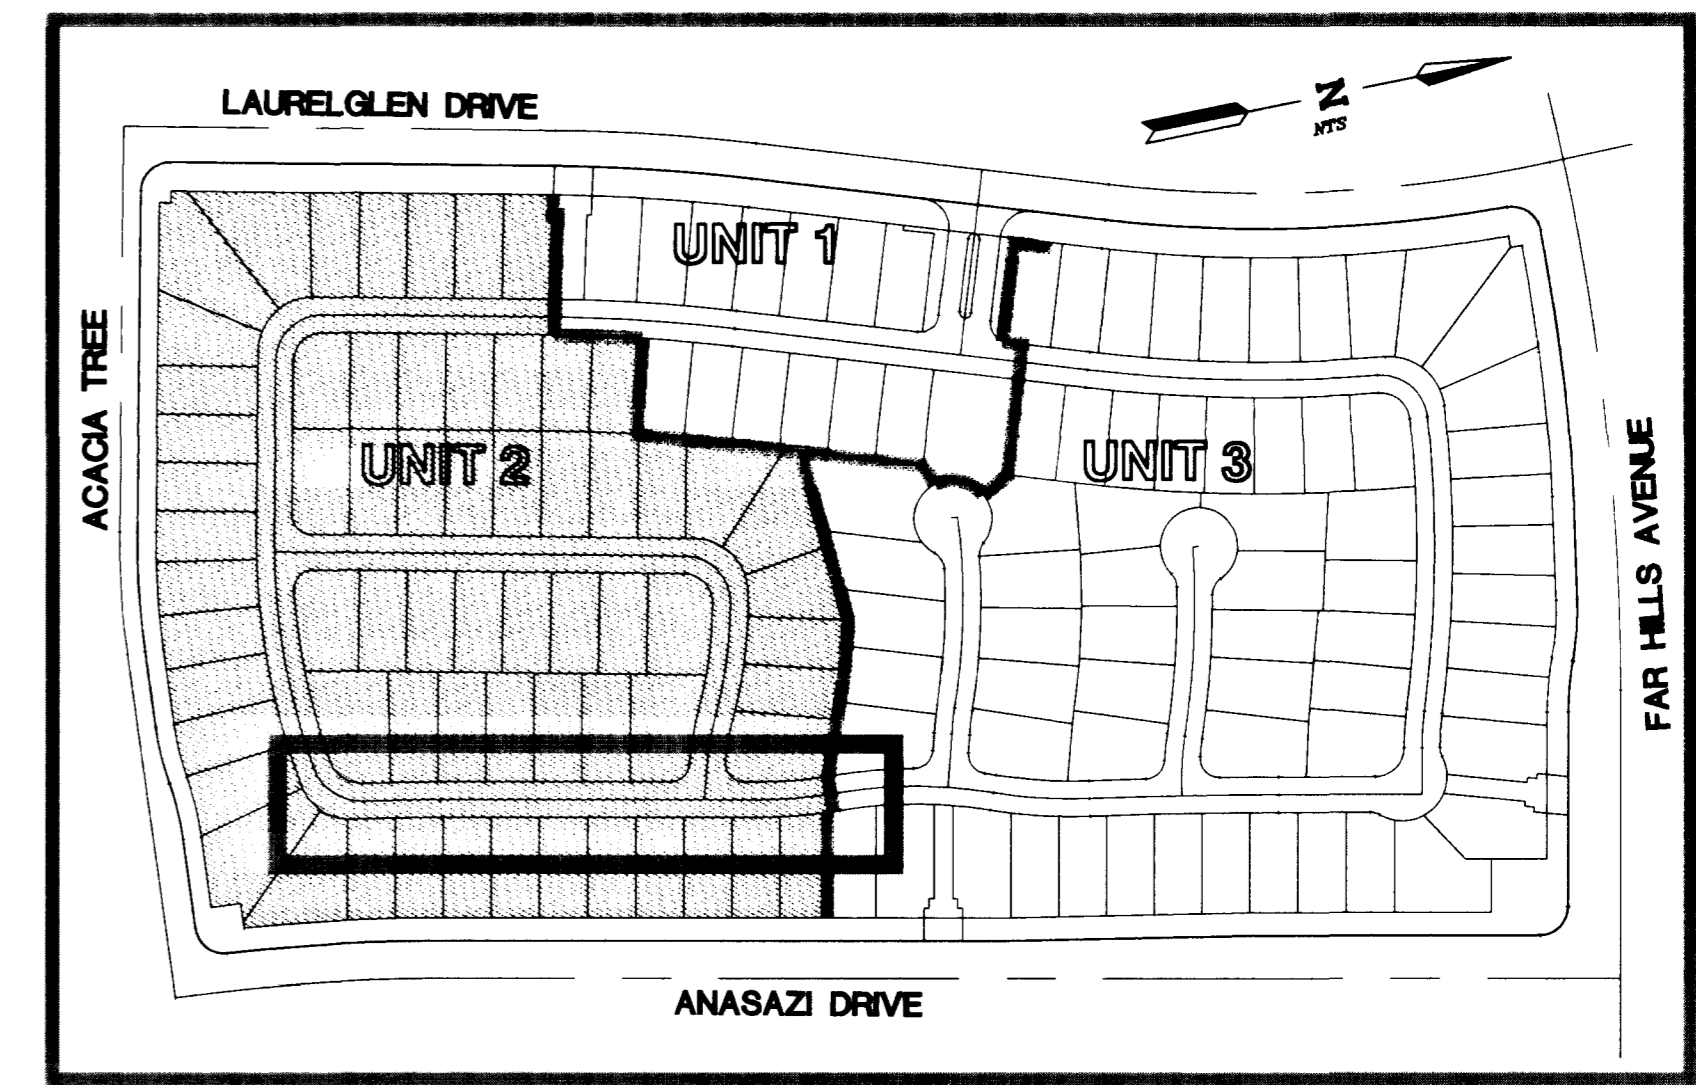 LAURELGLEN DRIVE
N
NTS
UNIT 1
ACACIA TREE
UNIT 2
UNIT 3
FAR HILLS AVENUE
ANASAZI DRIVE